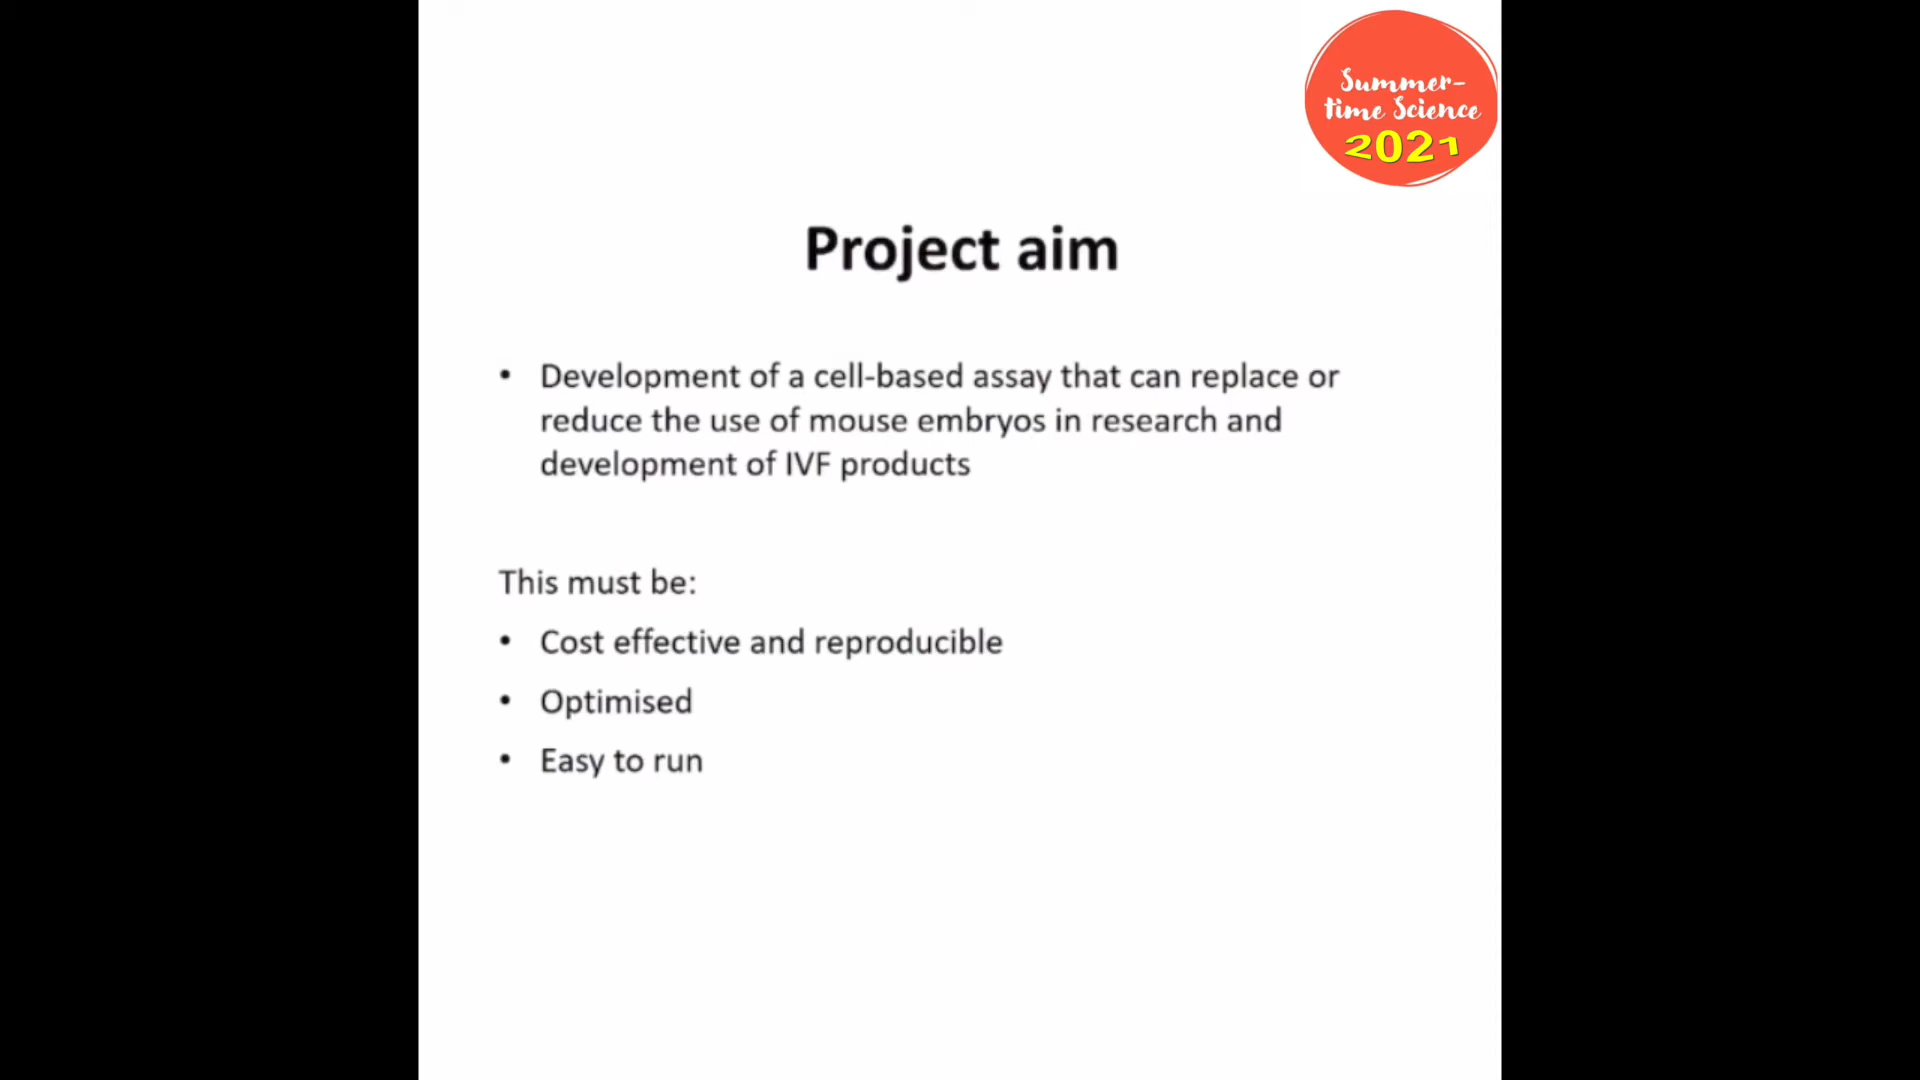 Summer-
time Science
2021
Project aim
• Development of a cell-based assay that can replace or
reduce the use of mouse embryos in research and
development of IVF products
This must be:
• Cost effective and reproducible
• Optimised
• Easy to run